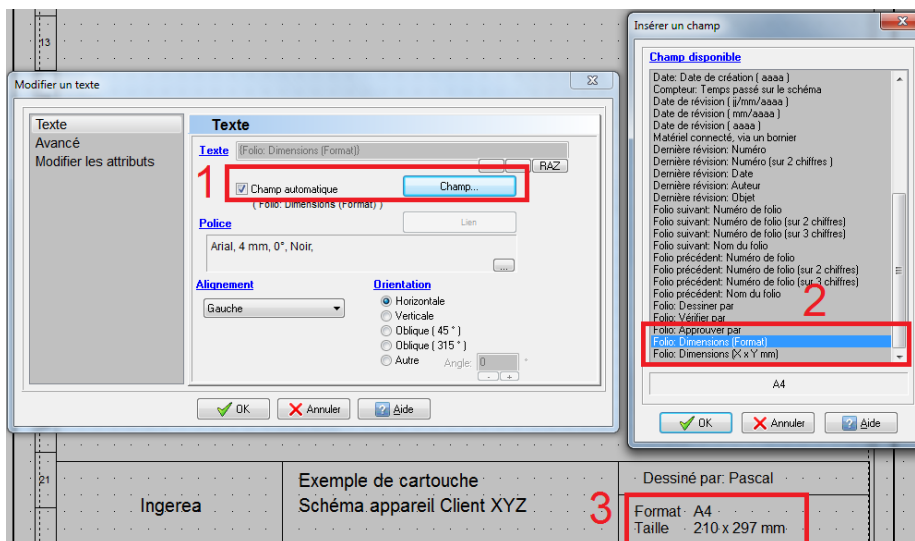 13
Modifier un texte
Texte
Avancé
Modifier les attributs
Texte
Texte
(Folio: Dimensions (Format))
RAZ
1
Champ automatique
Champ...
( Folio: Dimensions (Format) )
Police
Lien
Arial, 4 mm, 0°, Noir,
...
Alignement
Gauche
Orientation
Horizontale
Verticale
Oblique ( 45 ° )
Oblique ( 315 ° )
Autre
Angle:
0
°
-
+
OK
Annuler
Aide
Insérer un champ
Champ disponible
Date: Date de création ( aaaa )
Compteur: Temps passé sur le schéma
Date de révision ( jj/mm/aaaa )
Date de révision ( mm/aaaa )
Date de révision ( aaaa )
Matériel connecté, via un bornier
Dernière révision: Numéro
Dernière révision: Numéro (sur 2 chiffres )
Dernière révision: Date
Dernière révision: Auteur
Dernière révision: Objet
Folio suivant: Numéro de folio
Folio suivant: Numéro de folio (sur 2 chiffres)
Folio suivant: Numéro de folio (sur 3 chiffres)
Folio suivant: Nom du folio
Folio précédent: Numéro de folio
Folio précédent: Numéro de folio (sur 2 chiffres)
Folio précédent: Numéro de folio (sur 3 chiffres)
Folio précédent: Nom du folio
Folio: Dessiner par
Folio: Vérifier par
Folio: Approuver par
Folio: Dimensions (Format)
Folio: Dimensions (X x Y mm)
2
A4
OK
Annuler
Aide
21
Ingerea
Exemple de cartouche
Schéma appareil Client XYZ
Dessiné par: Pascal
3
Format A4
Taille 210 x 297 mm